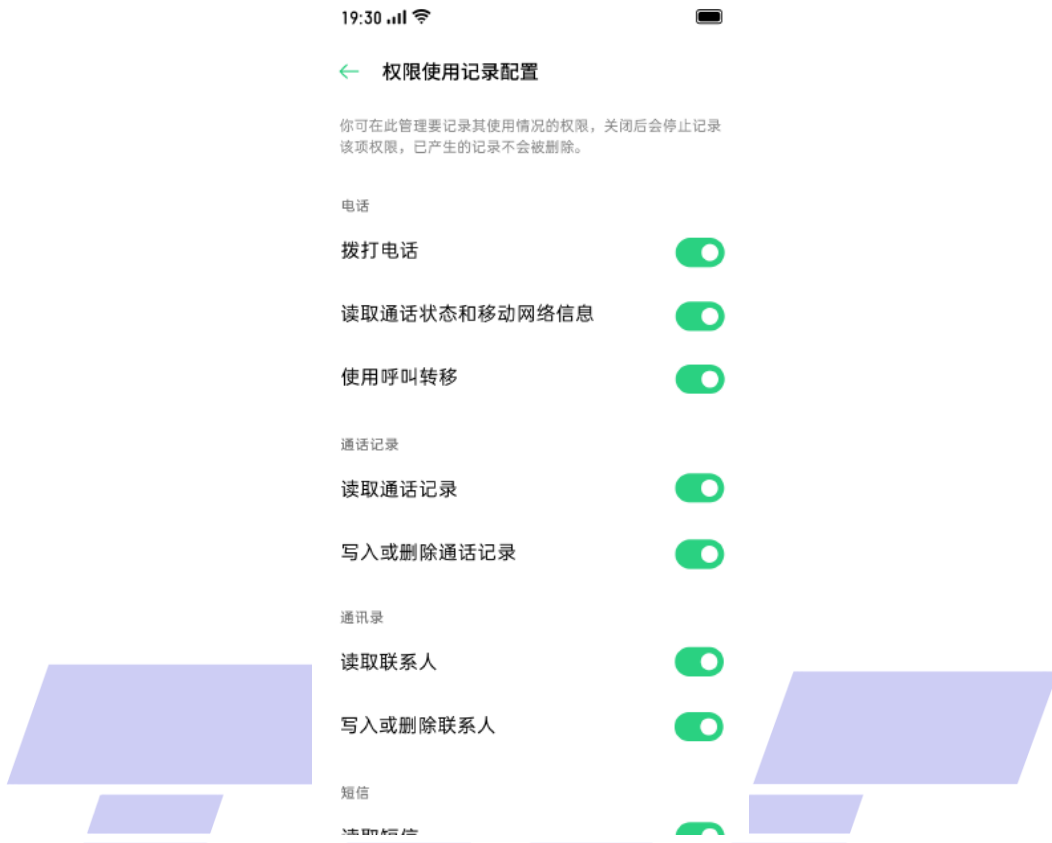 19:30
权限使用记录配置
你可在此管理要记录其使用情况的权限，关闭后会停止记录
该项权限，已产生的记录不会被删除。
电话
拨打电话
读取通话状态和移动网络信息
使用呼叫转移
通话记录
读取通话记录
写入或删除通话记录
通讯录
读取联系人
写入或删除联系人
短信
读取短信